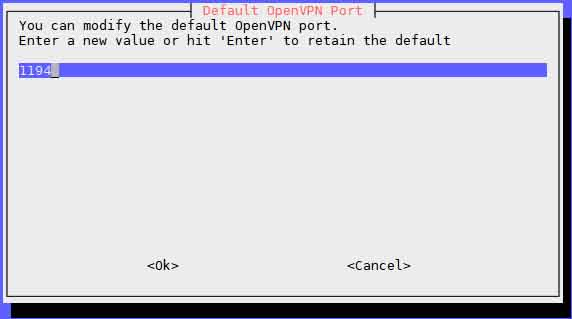 Default OpenVPN Port
You can modify the default OpenVPN port.
Enter a new value or hit 'Enter' to retain the default
1194
<Ok> <Cancel>